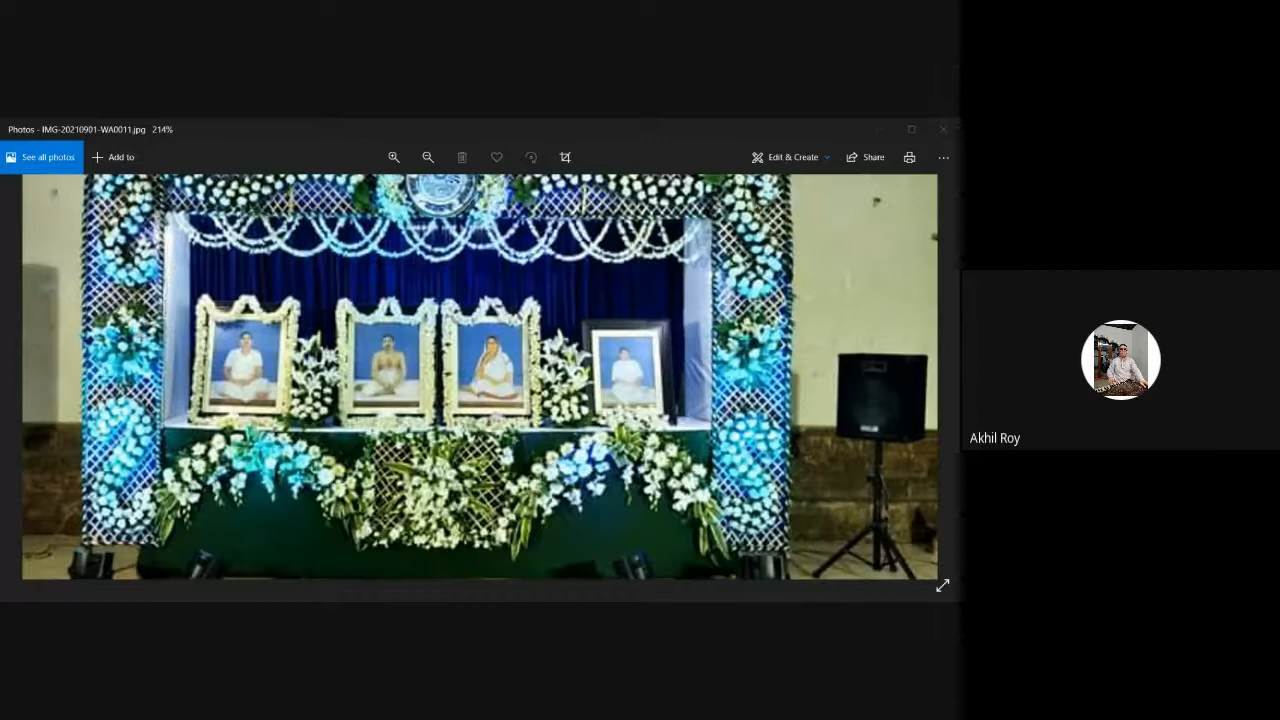 Photos - IMG-20210901-WA0011.jpg 214%
See all photos
Add to
Edit & Create
Share
Akhil Roy